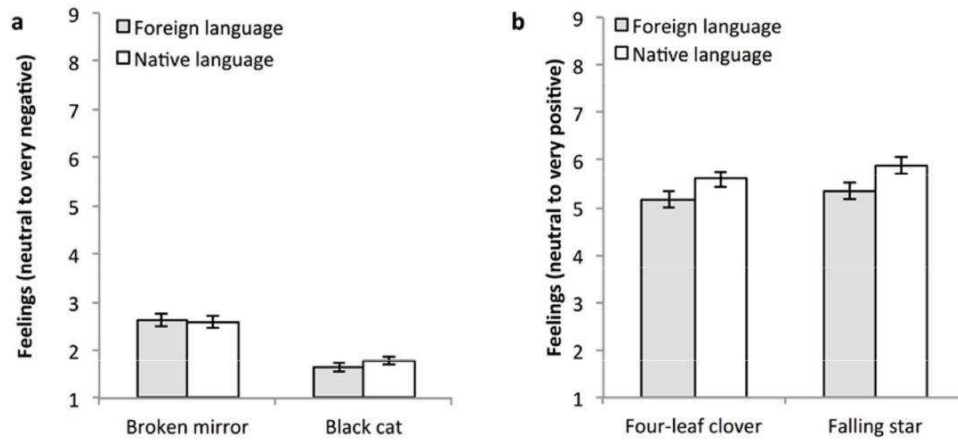 a
Foreign language
Native language
Feelings (neutral to very negative)
9
8
7
6
5
4
3
2
1
Broken mirror
Black cat
b
Foreign language
Native language
Feelings (neutral to very positive)
9
8
7
6
5
4
3
2
1
Four-leaf clover
Falling star